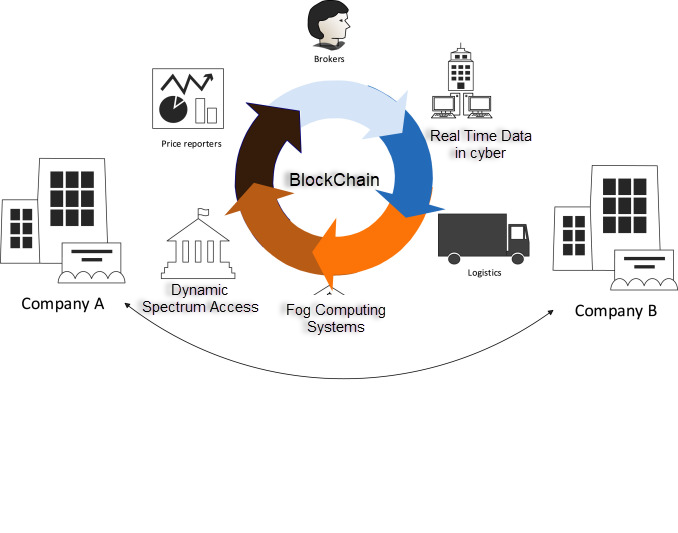 Brokers
Real Time Data
in cyber
Price reporters
BlockChain
Logistics
Dynamic
Spectrum Access
Fog Computing
Systems
Company A
Company B